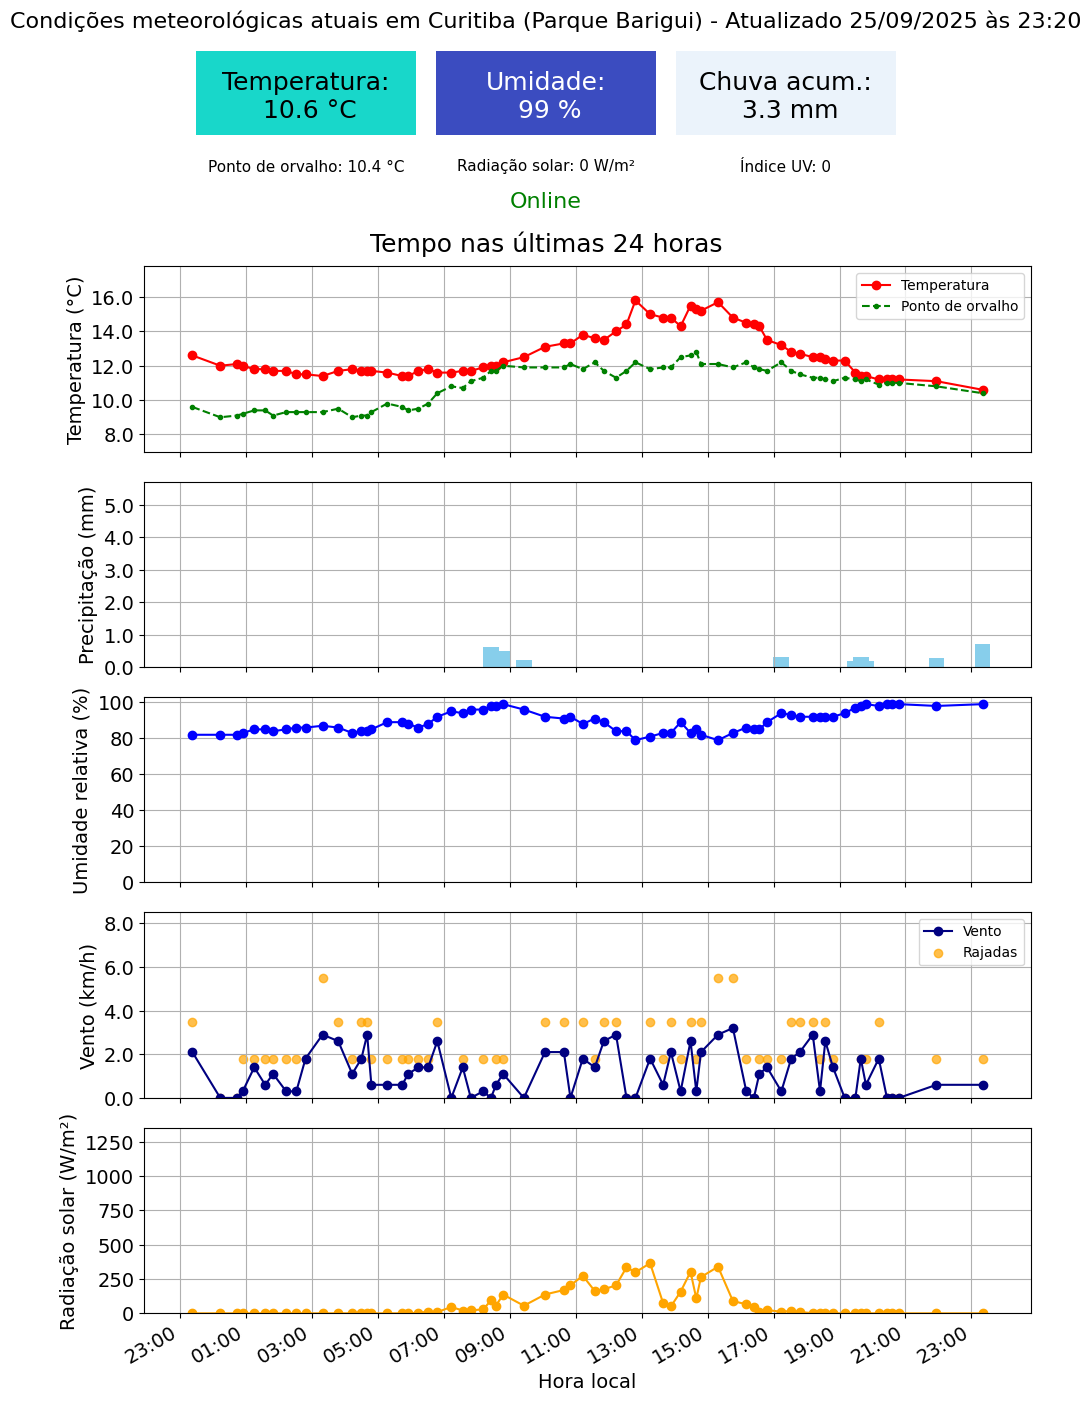 Condições meteorológicas atuais em Curitiba (Parque Barigui) - Atualizado 25/09/2025 às 23:20
Temperatura:
10.6 °C
Umidade:
99 %
Chuva acum.:
3.3 mm
Ponto de orvalho: 10.4 °C
Radiação solar: 0 W/m²
Índice UV: 0
Online
Tempo nas últimas 24 horas
Temperatura (°C)
16.0
14.0
12.0
10.0
8.0
Temperatura
Ponto de orvalho
Precipitação (mm)
5.0
4.0
3.0
2.0
1.0
0.0
Umidade relativa (%)
100
80
60
40
20
0
Vento (km/h)
8.0
6.0
4.0
2.0
0.0
Vento
Rajadas
Radiação solar (W/m²)
1250
1000
750
500
250
0
23:00 01:00 03:00 05:00 07:00 09:00 11:00 13:00 15:00 17:00 19:00 21:00 23:00
Hora local